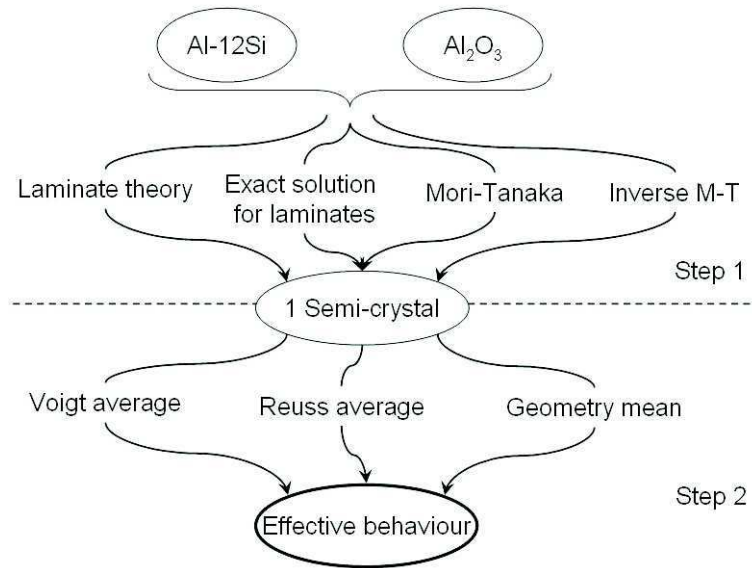 Al-12Si
Al₂O₃
Laminate theory
Exact solution
for laminates
Mori-Tanaka
Inverse M-T
Step 1
1 Semi-crystal
Voigt average
Reuss average
Geometry mean
Step 2
Effective behaviour